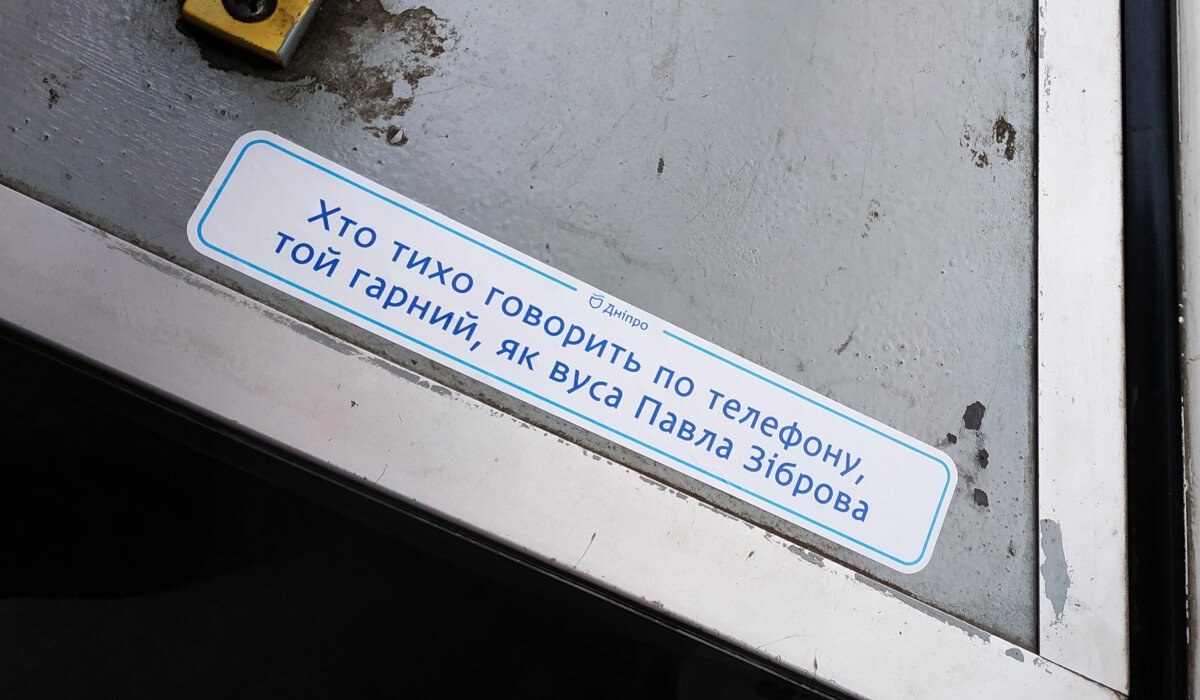 Дніпро
Хто тихо говорить по телефону,
той гарний, як вуса Павла Зіброва